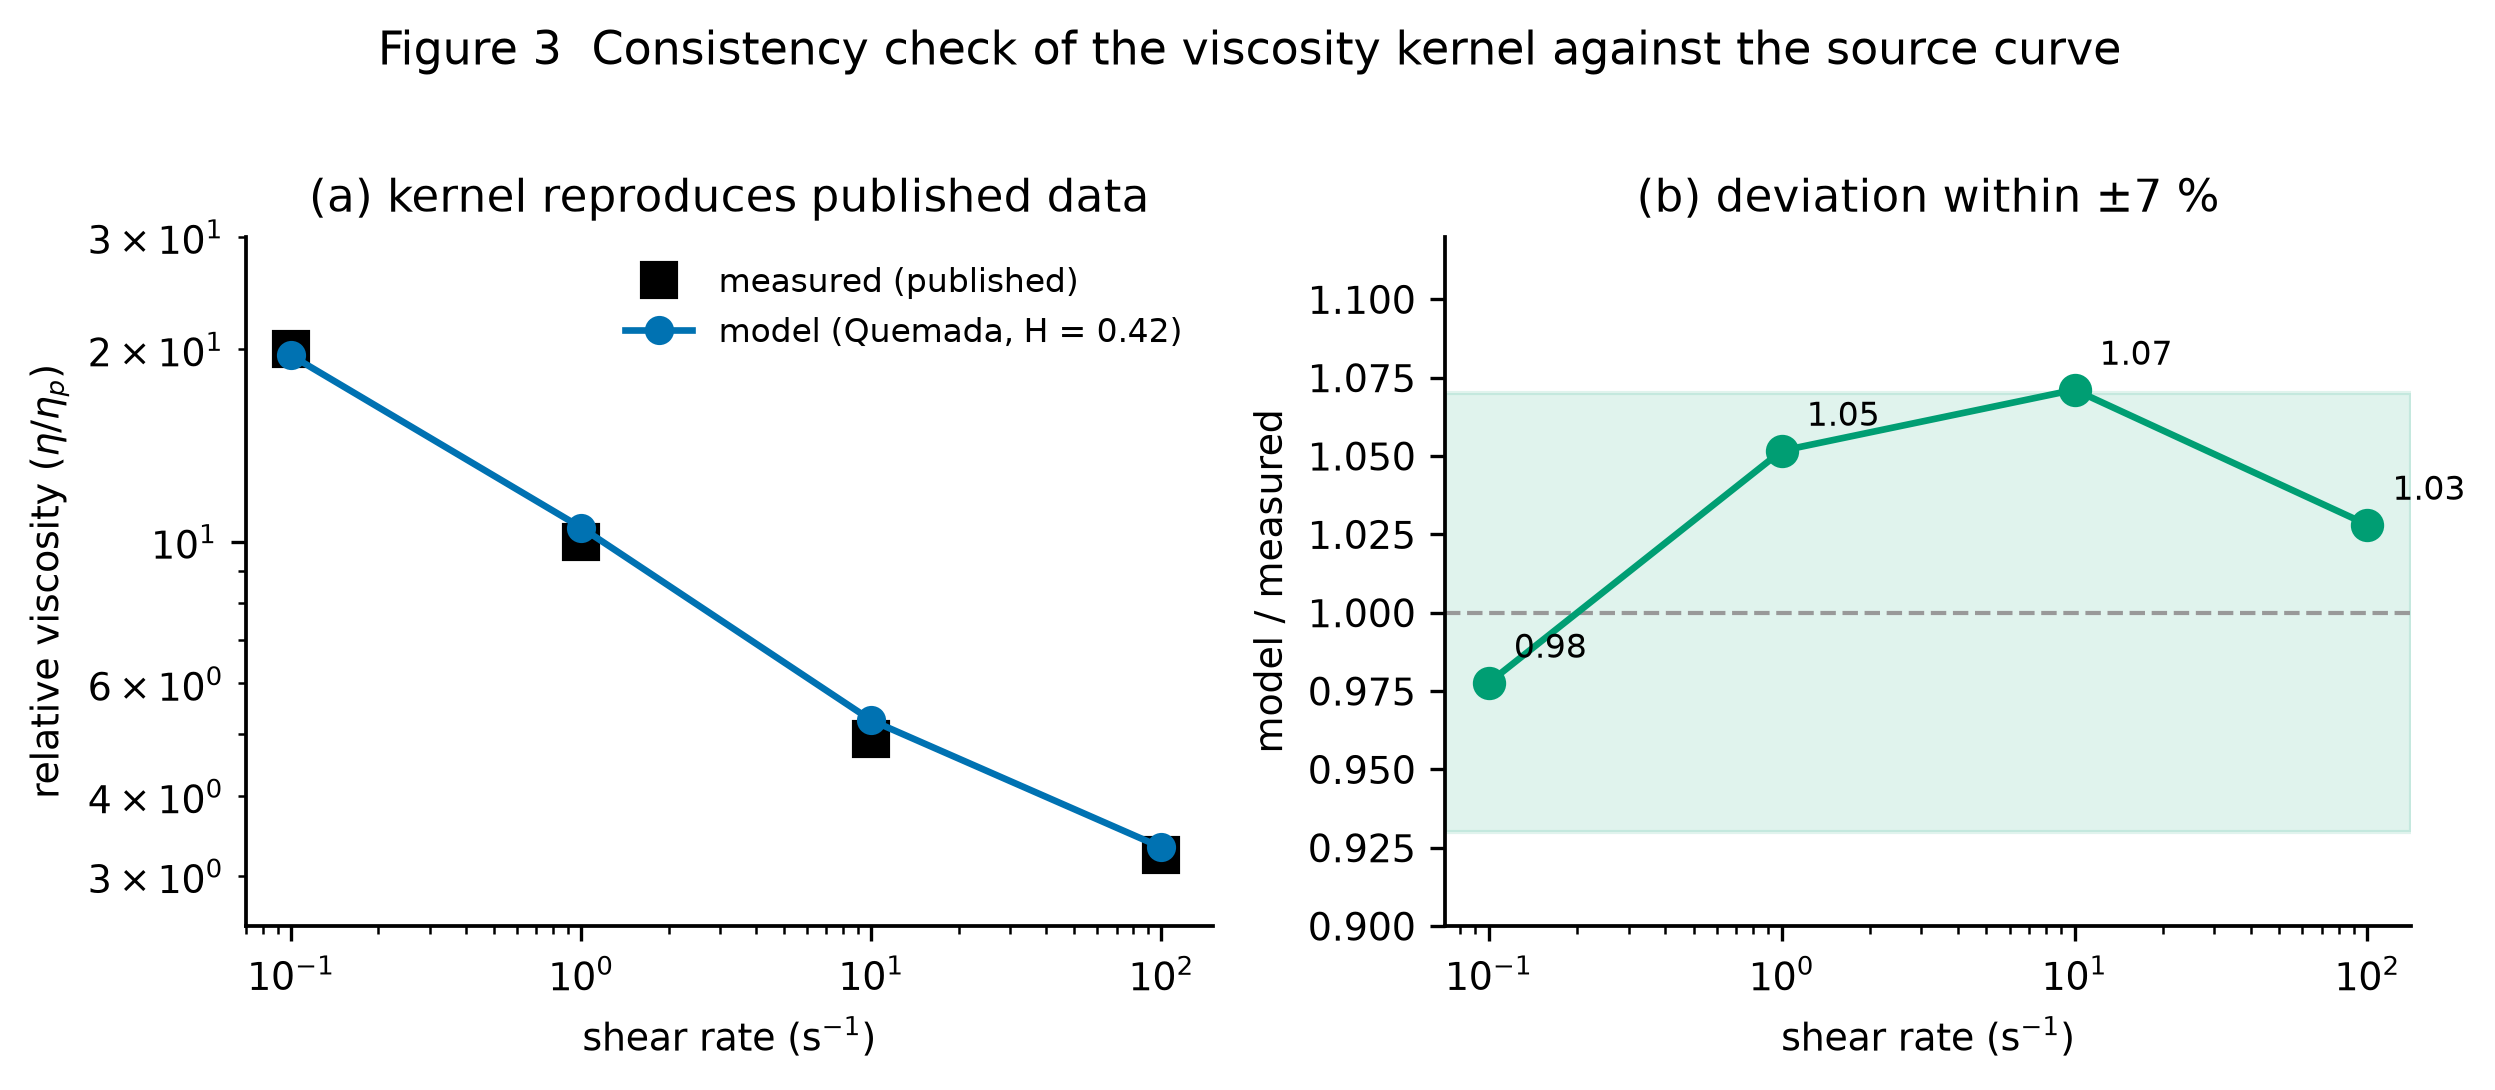 Figure 3  Consistency check of the viscosity kernel against the source curve
(a) kernel reproduces published data
relative viscosity (η/ηₚ)
3 × 10¹
2 × 10¹
10¹
6 × 10⁰
4 × 10⁰
3 × 10⁰
measured (published)
model (Quemada, H = 0.42)
10⁻¹ 10⁰ 10¹ 10²
shear rate (s⁻¹)
(b) deviation within ±7 %
model / measured
1.100
1.075
1.050
1.025
1.000
0.975
0.950
0.925
0.900
0.98
1.05
1.07
1.03
10⁻¹ 10⁰ 10¹ 10²
shear rate (s⁻¹)